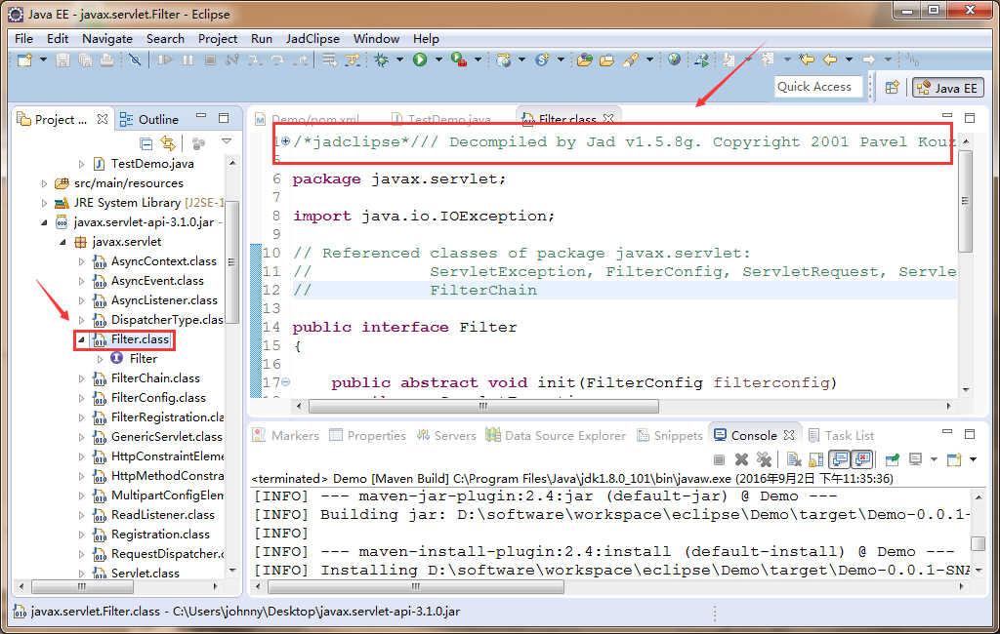 Java EE - javax.servlet.Filter - Eclipse
File Edit Navigate Search Project Run JadClipse Window Help
Quick Access
Java EE
Project ...
Outline
TestDemo.java
src/main/resources
JRE System Library [J2SE-1
javax.servlet-api-3.1.0.jar -
javax.servlet
AsyncContext.class
AsyncEvent.class
AsyncListener.class
DispatcherType.clas
Filter.class
Filter
FilterChain.class
FilterConfig.class
FilterRegistration.cla
GenericServlet.class
HttpConstraintEleme
HttpMethodConstra
MultipartConfigElem
ReadListener.class
Registration.class
RequestDispatcher.c
Servlet.class
Demo/pom.xml
TestDemo.java
Filter.class
1 /*jadclipse*/// Decompiled by Jad v1.5.8g. Copyright 2001 Pavel Kouz
6 package javax.servlet;
7
8 import java.io.IOException;
9
10 // Referenced classes of package javax.servlet:
11 // ServletException, FilterConfig, ServletRequest, Servle
12 // FilterChain
13
14 public interface Filter
15 {
16
17 public abstract void init(FilterConfig filterconfig)
Markers Properties Servers Data Source Explorer Snippets Console Task List
<terminated> Demo [Maven Build] C:\Program Files\Java\jdk1.8.0_101\bin\javaw.exe (2016年9月2日 下午11:35:36)
[INFO] --- maven-jar-plugin:2.4:jar (default-jar) @ Demo ---
[INFO] Building jar: D:\software\workspace\eclipse\Demo\target\Demo-0.0.1-
[INFO]
[INFO] --- maven-install-plugin:2.4:install (default-install) @ Demo ---
[INFO] Installing D:\software\workspace\eclipse\Demo\target\Demo-0.0.1-SNA
javax.servlet.Filter.class - C:\Users\johnny\Desktop\javax.servlet-api-3.1.0.jar